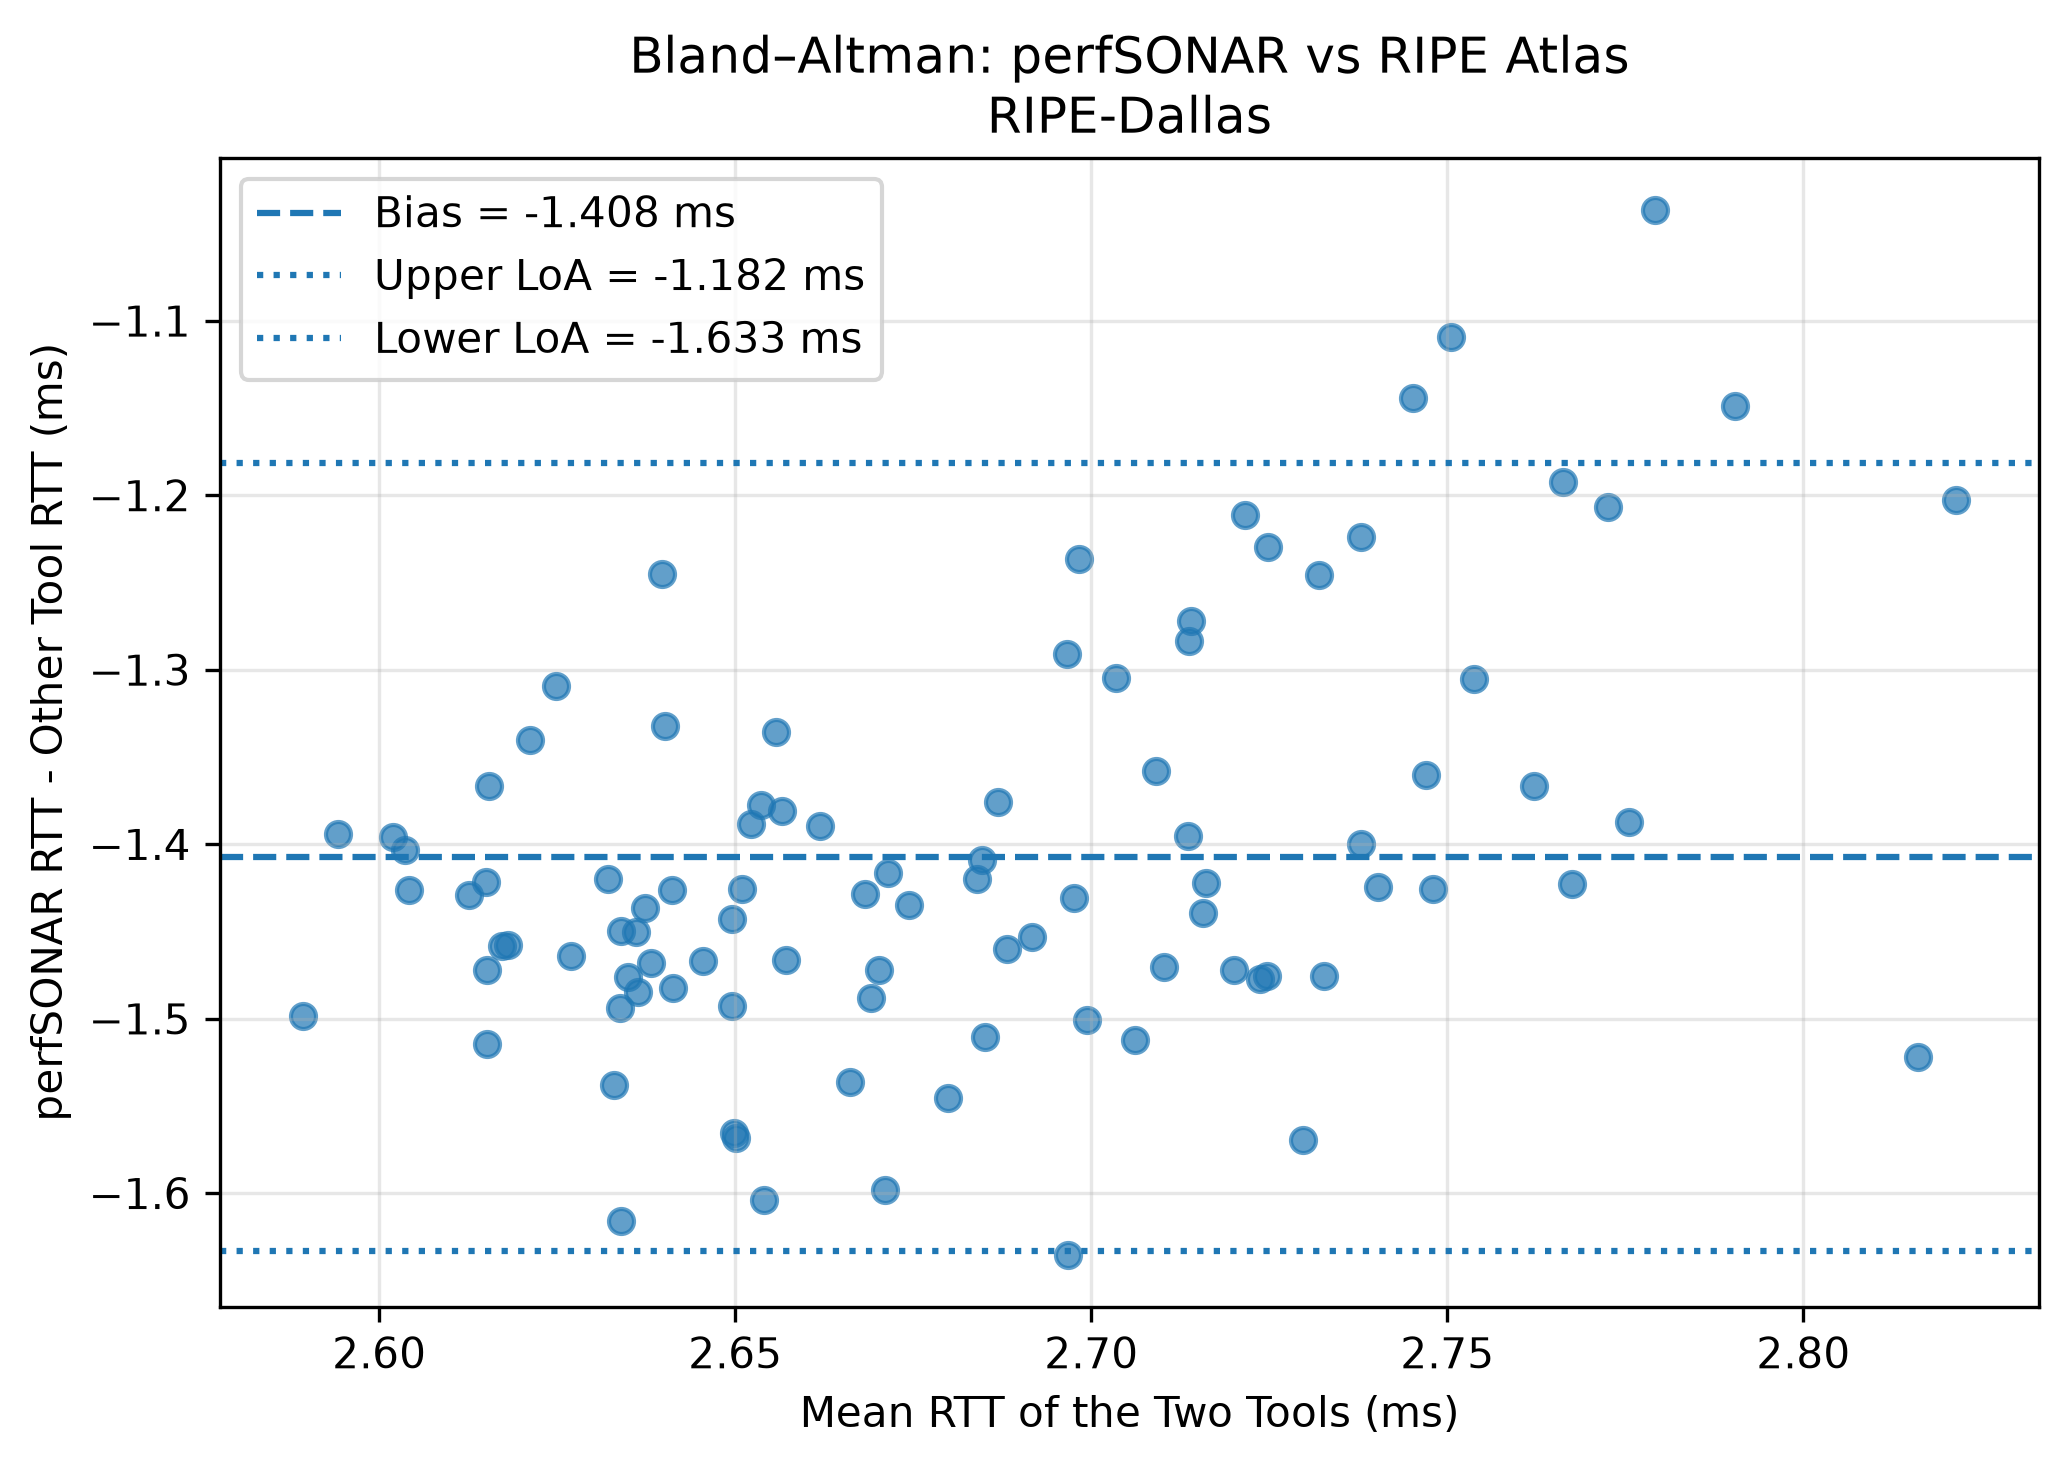 Bland–Altman: perfSONAR vs RIPE Atlas
RIPE-Dallas
Bias = -1.408 ms
Upper LoA = -1.182 ms
Lower LoA = -1.633 ms
perfSONAR RTT - Other Tool RTT (ms)
−1.1
−1.2
−1.3
−1.4
−1.5
−1.6
2.60 2.65 2.70 2.75 2.80
Mean RTT of the Two Tools (ms)